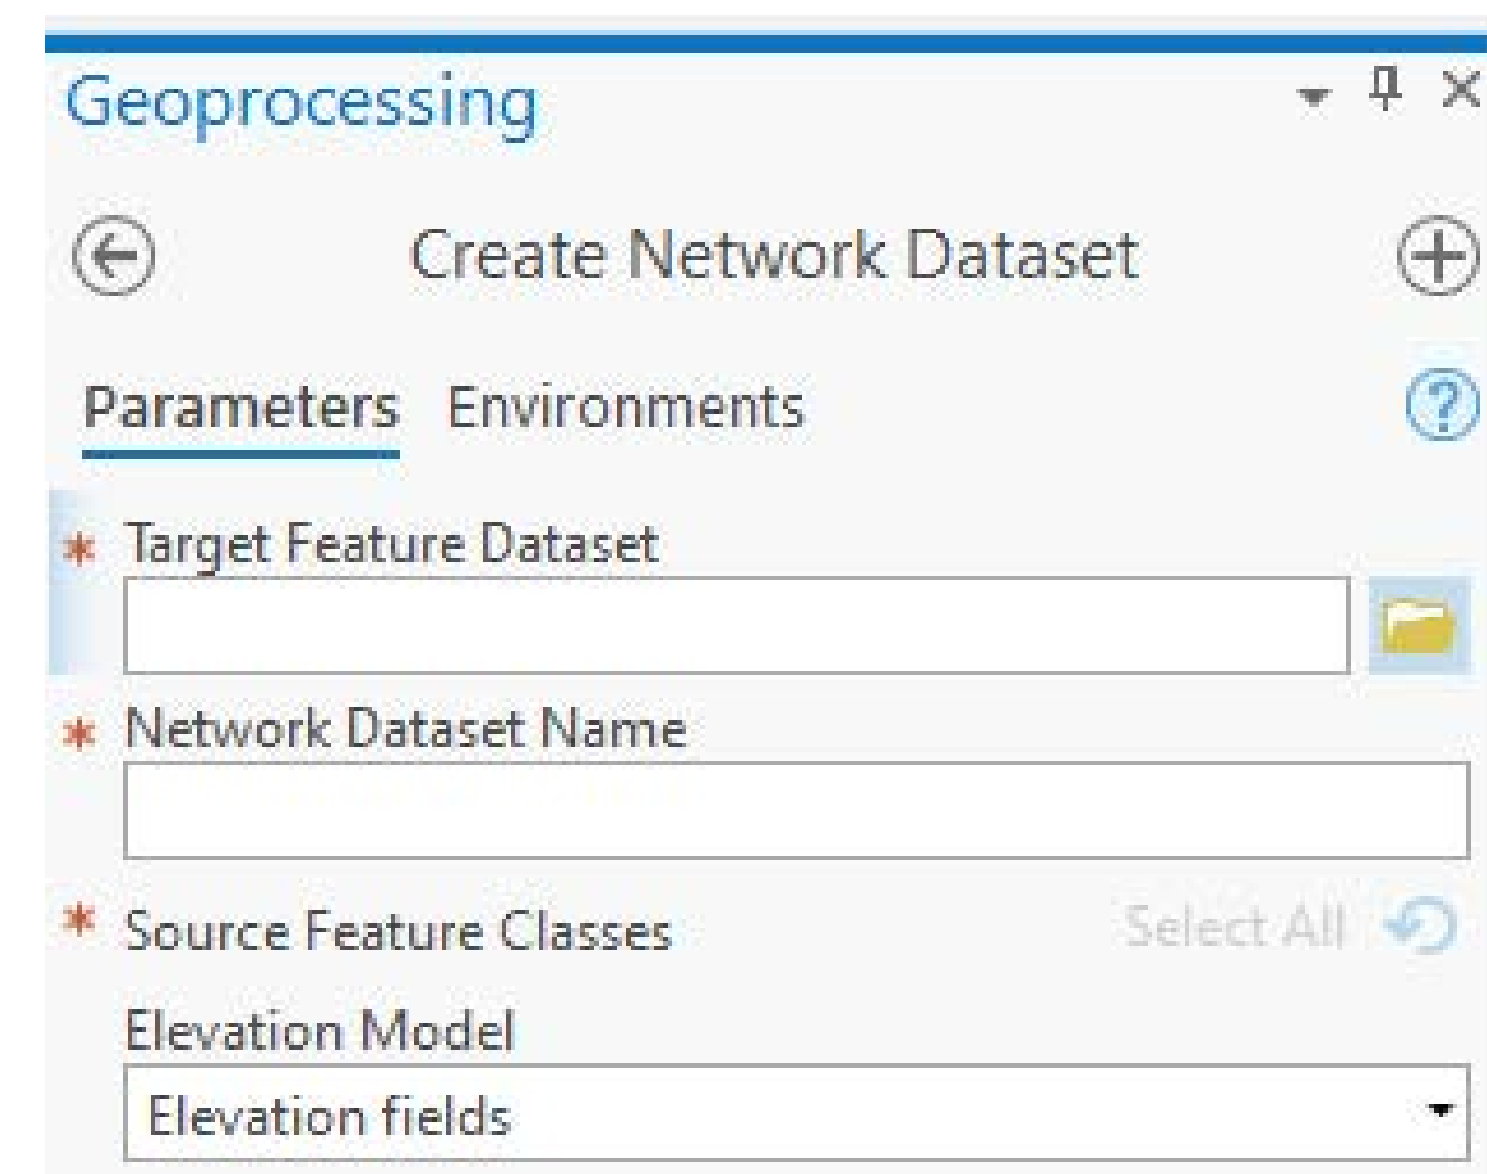 Geoprocessing
Create Network Dataset
Parameters Environments
* Target Feature Dataset
* Network Dataset Name
* Source Feature Classes Select All
Elevation Model
Elevation fields